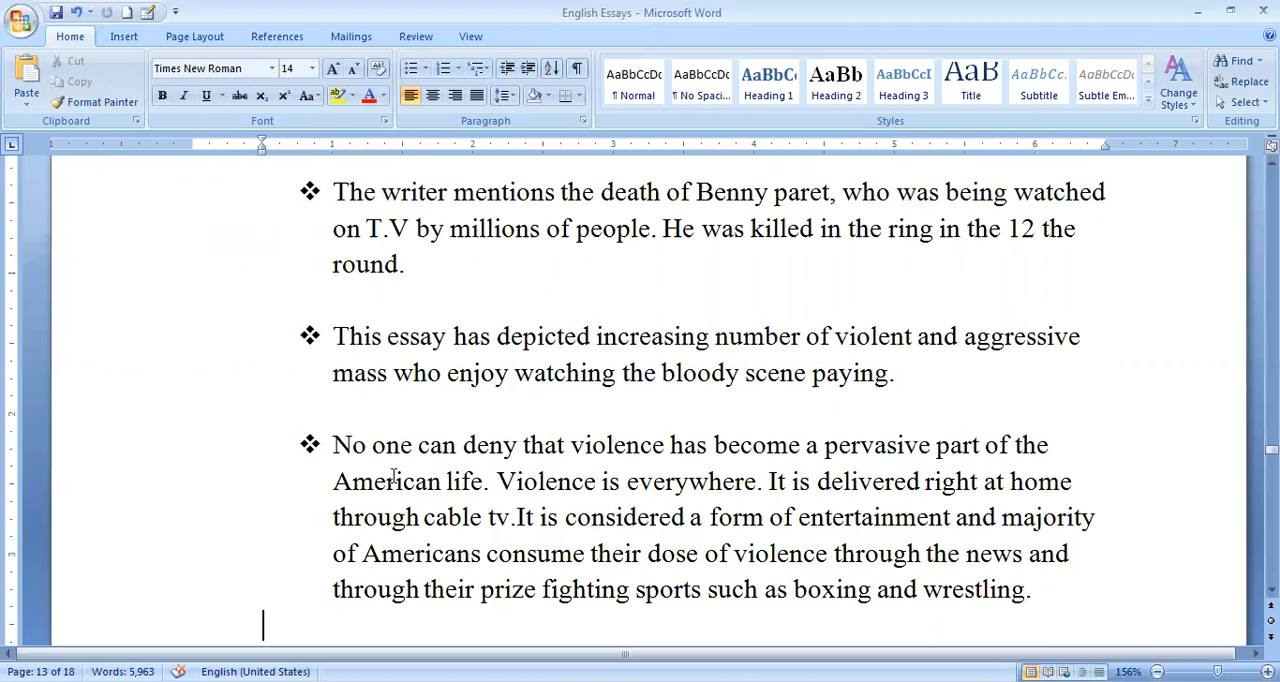 English Essays - Microsoft Word
Home Insert Page Layout References Mailings Review View
Paste
Cut
Copy
Format Painter
Clipboard
Times New Roman 14
Font
Paragraph
AaBbCcDc AaBbCcDc AaBbC AaBb AaBbCcI AaB AaBbCc. AaBbCcDc
¶ Normal ¶ No Spaci... Heading 1 Heading 2 Heading 3 Title Subtitle Subtle Em...
Styles
Change Styles
Find
Replace
Select
Editing
1 1 2 3 4 5 6 7
❖ The writer mentions the death of Benny paret, who was being watched
on T.V by millions of people. He was killed in the ring in the 12 the
round.
❖ This essay has depicted increasing number of violent and aggressive
mass who enjoy watching the bloody scene paying.
❖ No one can deny that violence has become a pervasive part of the
American life. Violence is everywhere. It is delivered right at home
through cable tv.It is considered a form of entertainment and majority
of Americans consume their dose of violence through the news and
through their prize fighting sports such as boxing and wrestling.
Page: 13 of 18 Words: 5,963 English (United States) 156%